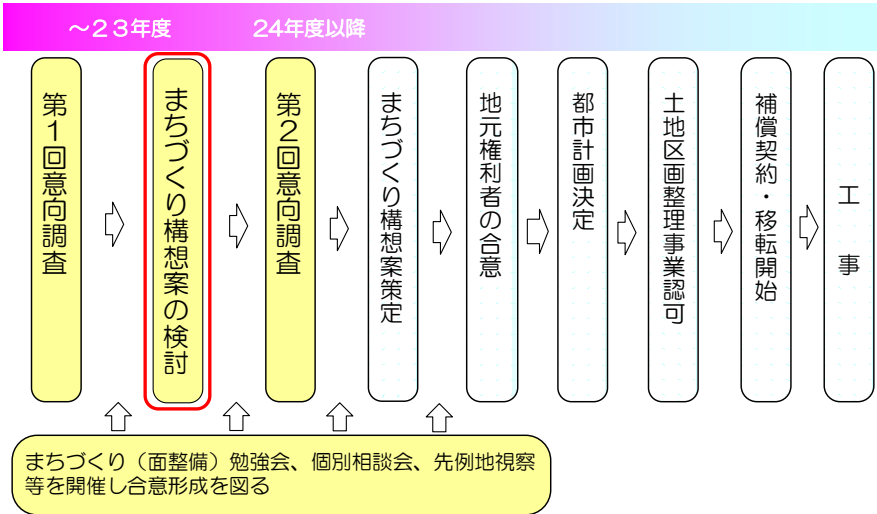 ～２３年度
24年度以降
第１回意向調査
まちづくり構想案の検討
第２回意向調査
まちづくり構想案策定
地元権利者の合意
都市計画決定
土地区画整理事業認可
補償契約・移転開始
工　事
まちづくり（面整備）勉強会、個別相談会、先例地視察
等を開催し合意形成を図る